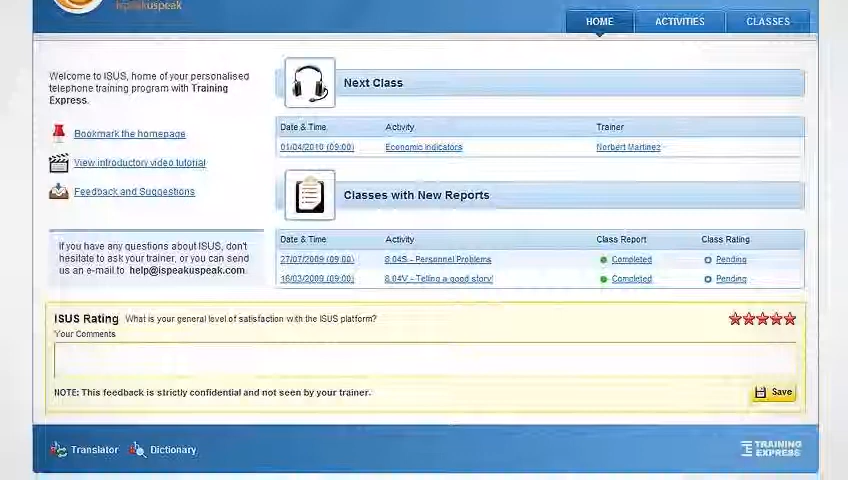 ispeakuspeak
HOME ACTIVITIES CLASSES
Welcome to ISUS, home of your personalised
telephone training program with Training
Express.
Bookmark the homepage
View introductory video tutorial
Feedback and Suggestions
If you have any questions about ISUS, don't
hesitate to ask your trainer, or you can send
us an e-mail to help@ispeakuspeak.com.
Next Class
Date & Time Activity Trainer
01/04/2010 (09:00) Economic Indicators Norbert Martinez
Classes with New Reports
Date & Time Activity Class Report Class Rating
27/07/2009 (09:00) 8.04S - Personnel Problems Completed Pending
16/03/2009 (09:00) 8.04V - Telling a good story! Completed Pending
ISUS Rating What is your general level of satisfaction with the ISUS platform?
Your Comments
NOTE: This feedback is strictly confidential and not seen by your trainer.
Save
Translator Dictionary
TRAINING
EXPRESS